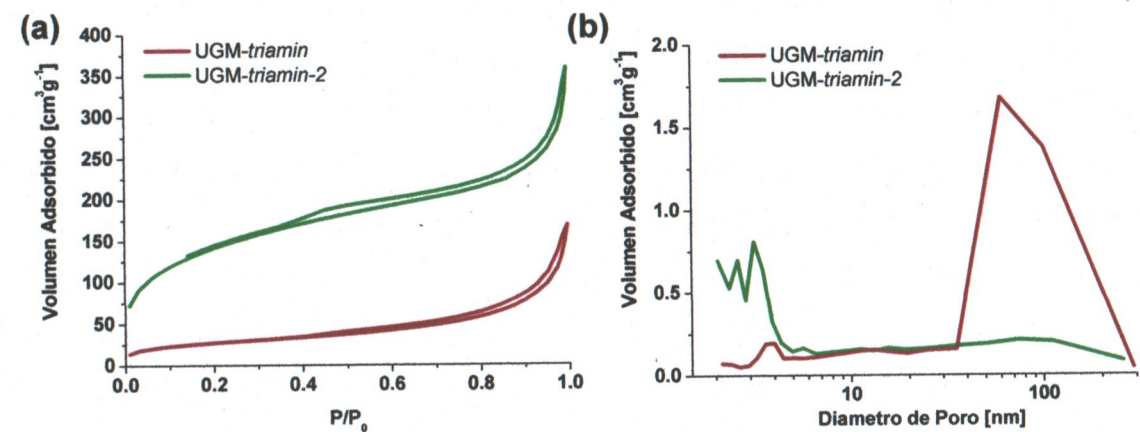 (a)
UGM-triamin
UGM-triamin-2
Volumen Adsorbido [cm³g⁻¹]
400
350
300
250
200
150
100
50
0
0.0 0.2 0.4 0.6 0.8 1.0
P/P₀
(b)
UGM-triamin
UGM-triamin-2
Volumen Adsorbido [cm³g⁻¹]
2.0
1.5
1.0
0.5
0.0
10 100
Diametro de Poro [nm]